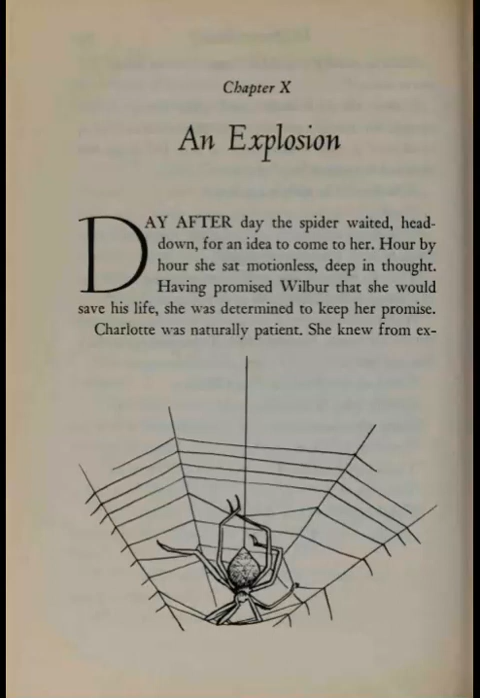 Chapter X
An Explosion
DAY AFTER day the spider waited, head-
down, for an idea to come to her. Hour by
hour she sat motionless, deep in thought.
Having promised Wilbur that she would
save his life, she was determined to keep her promise.
Charlotte was naturally patient. She knew from ex-